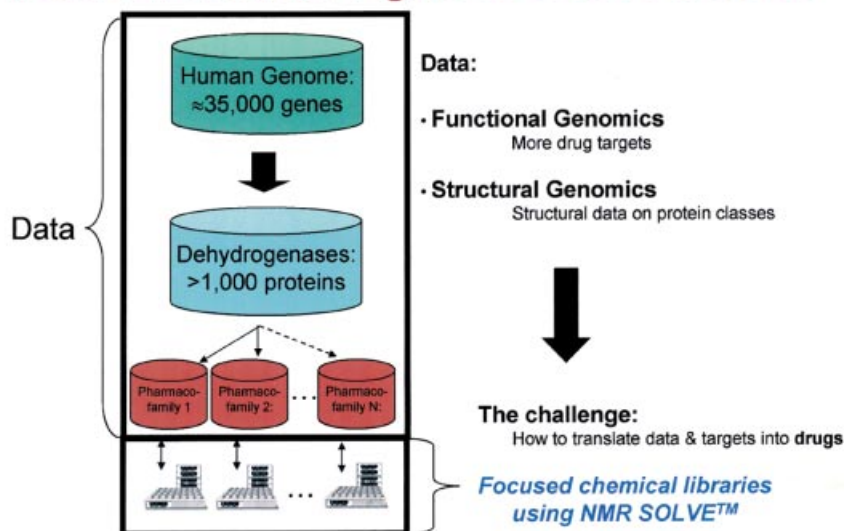 Human Genome:
≈35,000 genes
Data:
· Functional Genomics
More drug targets
· Structural Genomics
Structural data on protein classes
Data
Dehydrogenases:
>1,000 proteins
Pharmaco-
family 1
Pharmaco-
family 2:
...
Pharmaco-
family N:
The challenge:
How to translate data & targets into drugs
...
Focused chemical libraries
using NMR SOLVE™